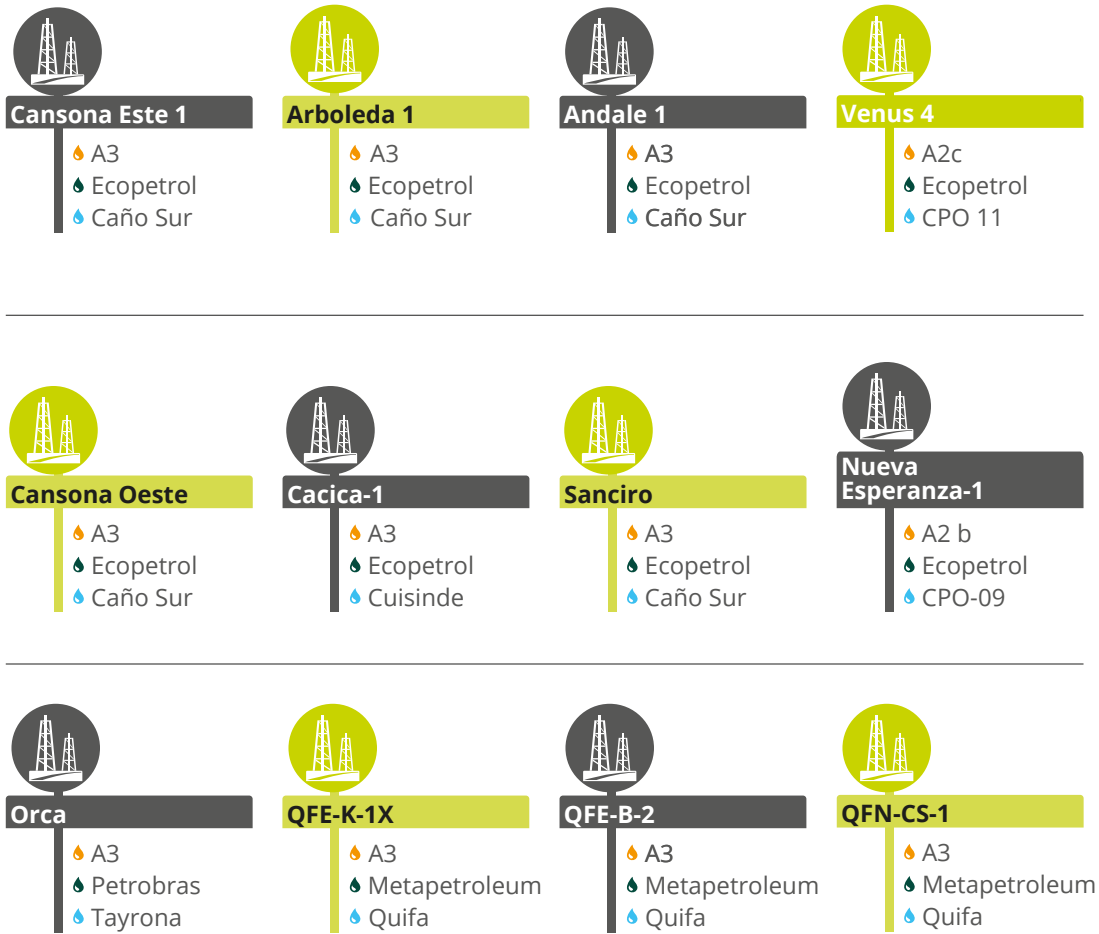 Cansona Este 1
A3
Ecopetrol
Caño Sur
Arboleda 1
A3
Ecopetrol
Caño Sur
Andale 1
A3
Ecopetrol
Caño Sur
Venus 4
A2c
Ecopetrol
CPO 11
Cansona Oeste
A3
Ecopetrol
Caño Sur
Cacica-1
A3
Ecopetrol
Cuisinde
Sanciro
A3
Ecopetrol
Caño Sur
Nueva
Esperanza-1
A2 b
Ecopetrol
CPO-09
Orca
A3
Petrobras
Tayrona
QFE-K-1X
A3
Metapetroleum
Quifa
QFE-B-2
A3
Metapetroleum
Quifa
QFN-CS-1
A3
Metapetroleum
Quifa